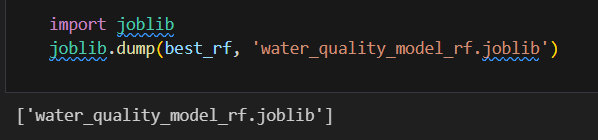 import joblib
joblib.dump(best_rf, 'water_quality_model_rf.joblib')
['water_quality_model_rf.joblib']